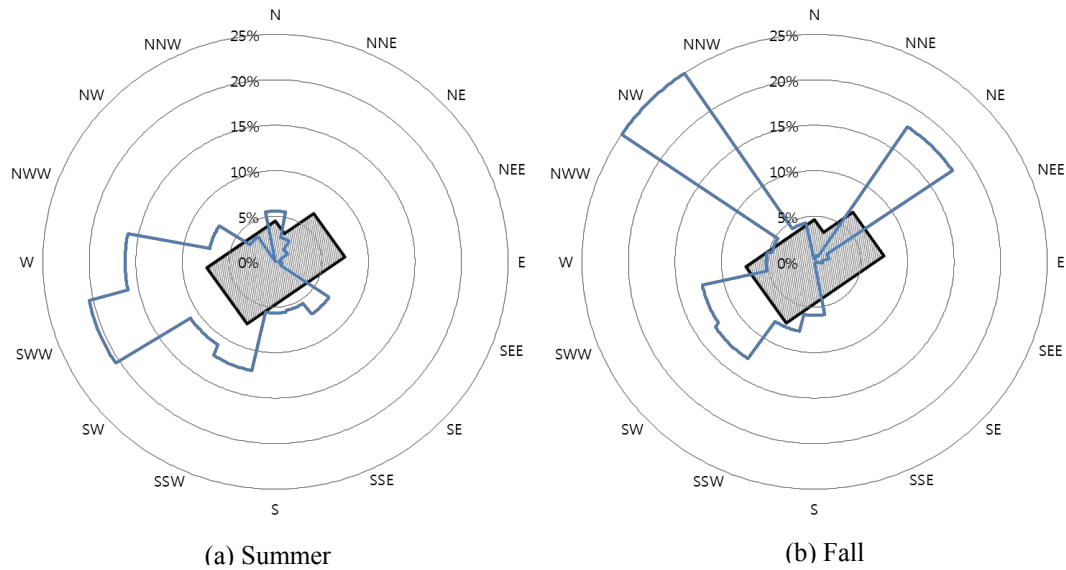 N
N
25%
25%
NNW
NNE
NNW
NNE
20%
20%
NW
NE
NW
NE
15%
15%
10%
10%
NWW
NEE
NWW
NEE
5%
5%
W
0%
E
W
0%
E
SWW
SEE
SWW
SEE
SW
SE
SW
SE
SSW
SSE
SSW
SSE
S
S
(a) Summer
(b) Fall